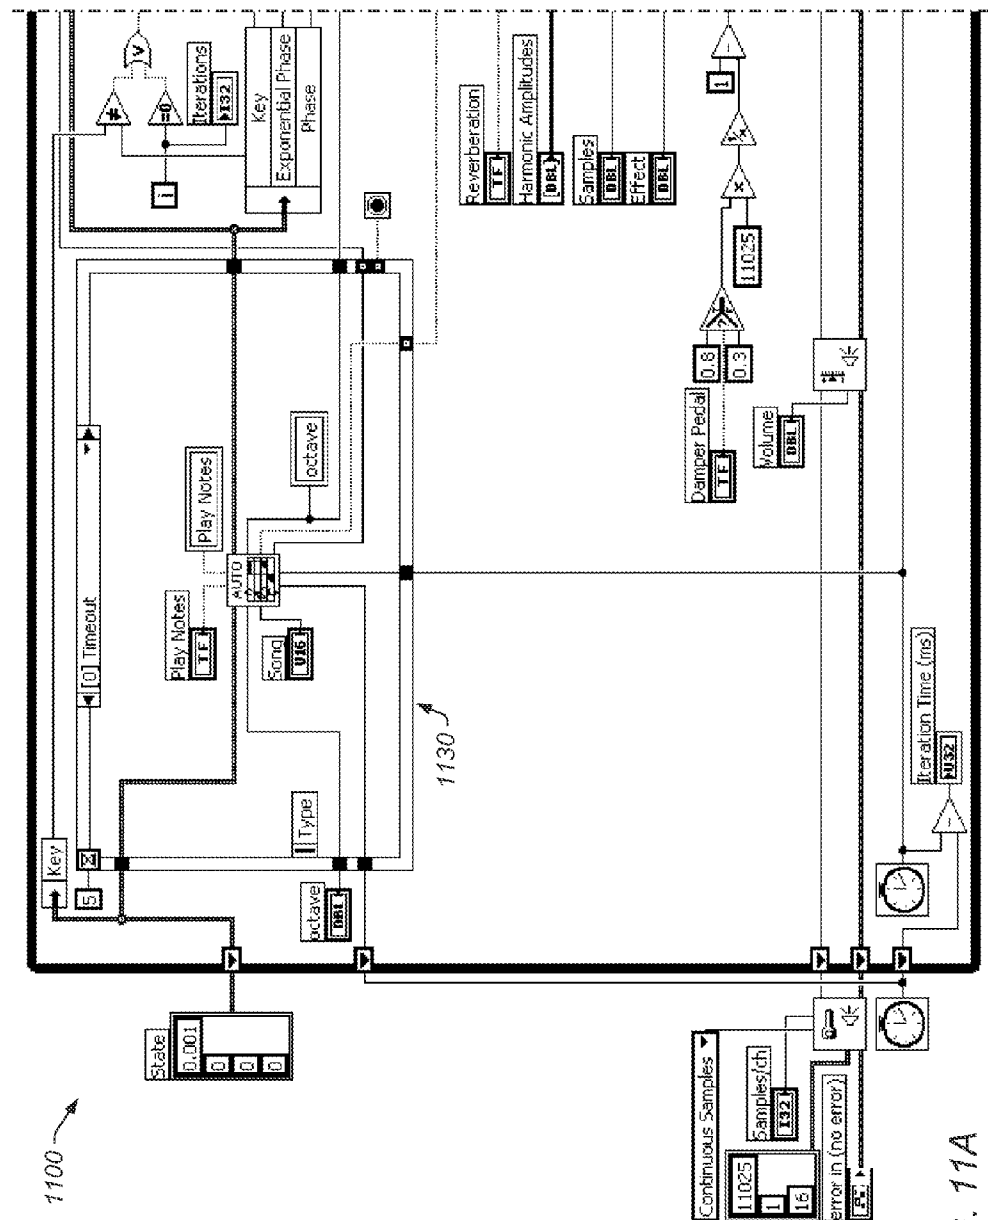 1100
State
0.001
0
0
0
Continuous Samples
Samples/ch
I32
11025
1
16
error in (no error)
5
Key
octave
DBL
Type
[0] Timeout
Play Notes
TF
Song
U16
AUTO
Play Notes
octave
1130
i
Iterations
I32
≠
=0
V
Key
Exponential Phase
Phase
Reverberation
TF
Harmonic Amplitudes
[DBL]
Samples
DBL
Effect
DBL
Damper Pedal
TF
0.8
0.3
?
11025
x
1/x
1
-
Volume
DBL
Iteration Time (ms)
U32
-
. 11A